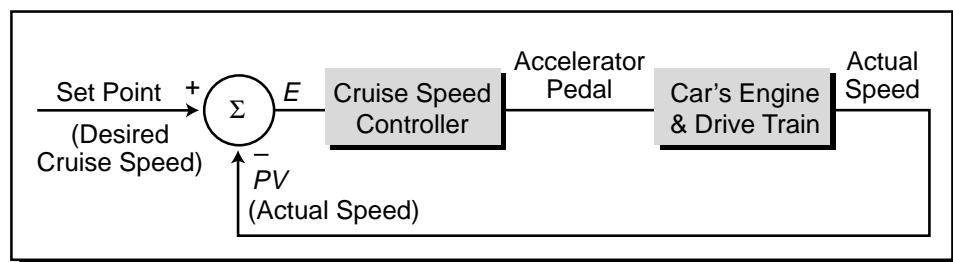 Set Point
(Desired
Cruise Speed)
+
Σ
E
Cruise Speed
Controller
Accelerator
Pedal
Car's Engine
& Drive Train
Actual
Speed
–
PV
(Actual Speed)